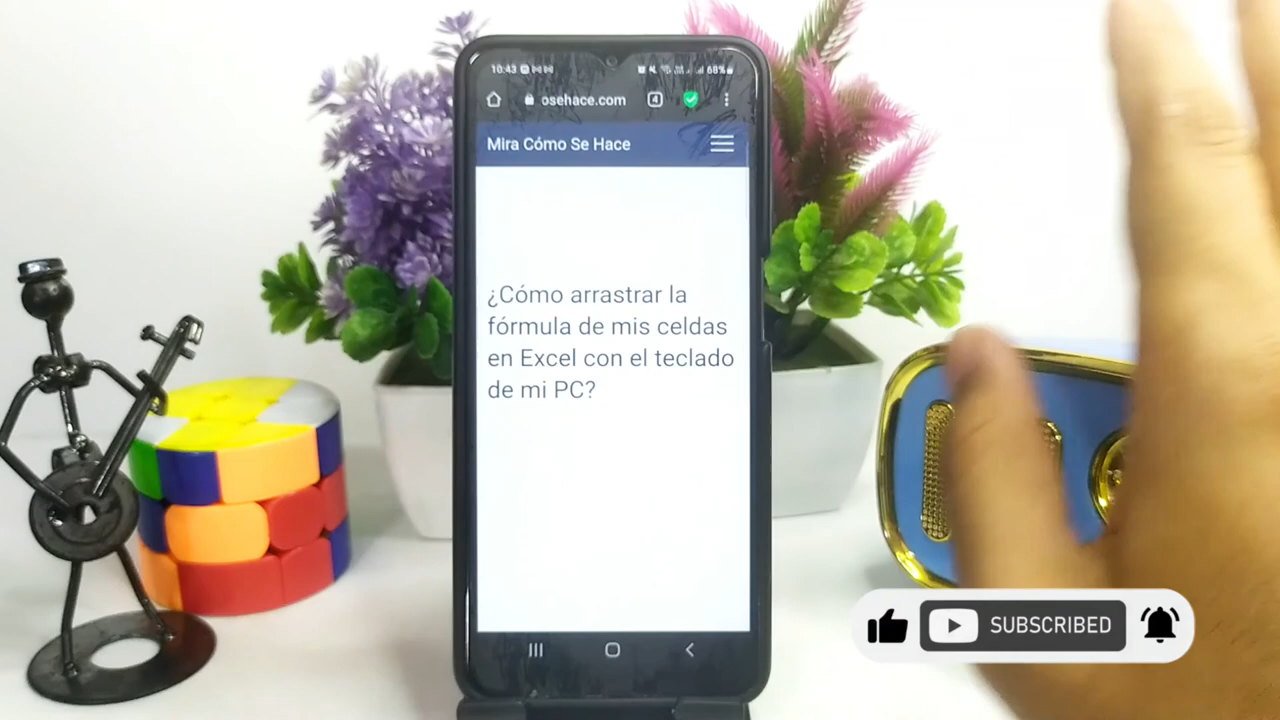 10:43
68%
osehace.com
4
Mira Cómo Se Hace
¿Cómo arrastrar la
fórmula de mis celdas
en Excel con el teclado
de mi PC?
SUBSCRIBED